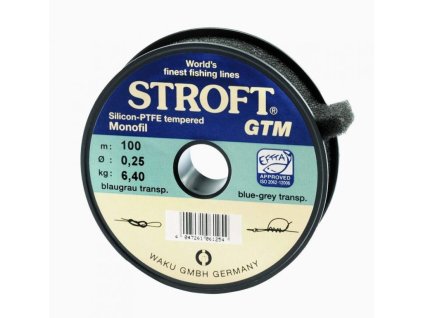 World's
finest fishing lines
STROFT®
GTM
Silicon-PTFE tempered
Monofil
m: 100
Ø: 0,25
kg: 6,40
EFFTA
APPROVED
blaugrau transp.
blue-grey transp.
WAKU GMBH GERMANY